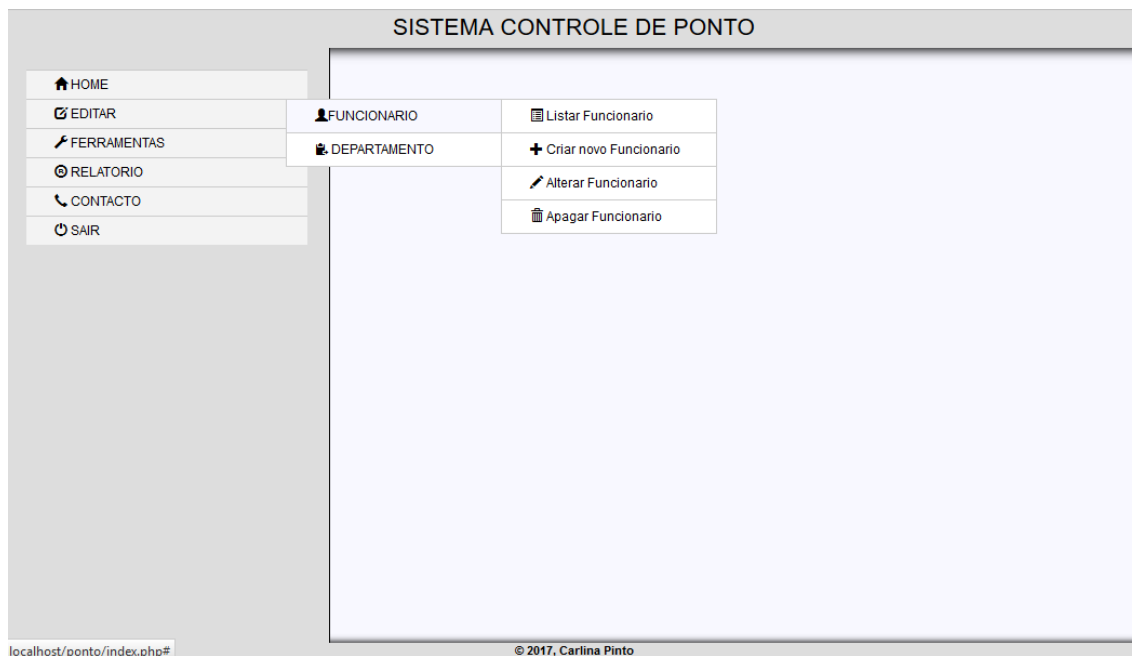 SISTEMA CONTROLE DE PONTO
HOME
EDITAR
FERRAMENTAS
RELATORIO
CONTACTO
SAIR
FUNCIONARIO
DEPARTAMENTO
Listar Funcionario
Criar novo Funcionario
Alterar Funcionario
Apagar Funcionario
localhost/ponto/index.php#
© 2017, Carlina Pinto